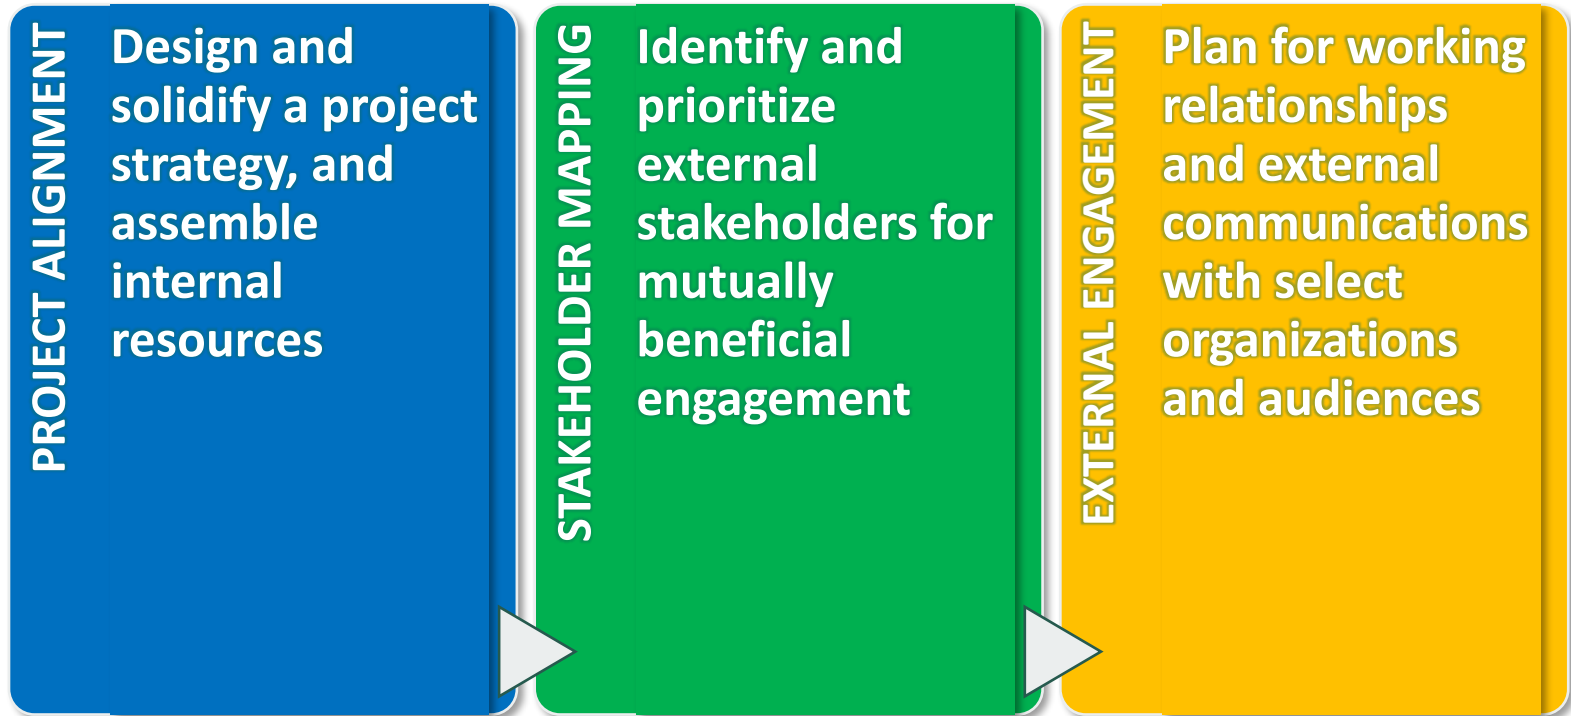 PROJECT ALIGNMENT
Design and
solidify a project
strategy, and
assemble
internal
resources
STAKEHOLDER MAPPING
Identify and
prioritize
external
stakeholders for
mutually
beneficial
engagement
EXTERNAL ENGAGEMENT
Plan for working
relationships
and external
communications
with select
organizations
and audiences